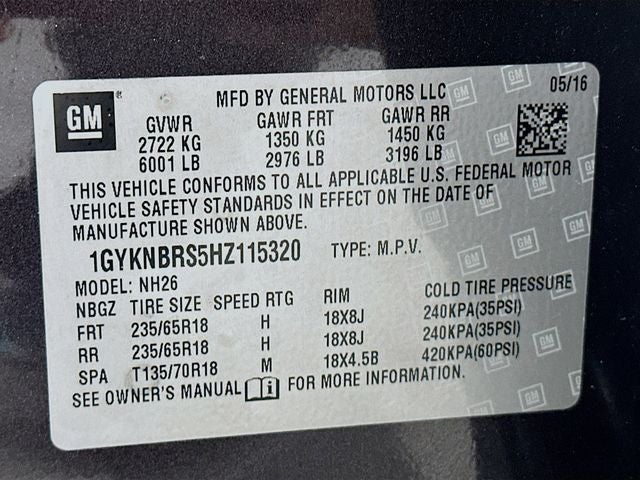 GM
MFD BY GENERAL MOTORS LLC 05/16
GVWR GAWR FRT GAWR RR
2722 KG 1350 KG 1450 KG
6001 LB 2976 LB 3196 LB
THIS VEHICLE CONFORMS TO ALL APPLICABLE U.S. FEDERAL MOTOR
VEHICLE SAFETY STANDARDS IN EFFECT ON THE DATE OF
MANUFACTURE SHOWN ABOVE.
1GYKNBRS5HZ115320 TYPE: M.P.V.
MODEL: NH26
NBGZ TIRE SIZE SPEED RTG RIM COLD TIRE PRESSURE
FRT 235/65R18 H 18X8J 240KPA(35PSI)
RR 235/65R18 H 18X8J 240KPA(35PSI)
SPA T135/70R18 M 18X4.5B 420KPA(60PSI)
SEE OWNER'S MANUAL i FOR MORE INFORMATION.